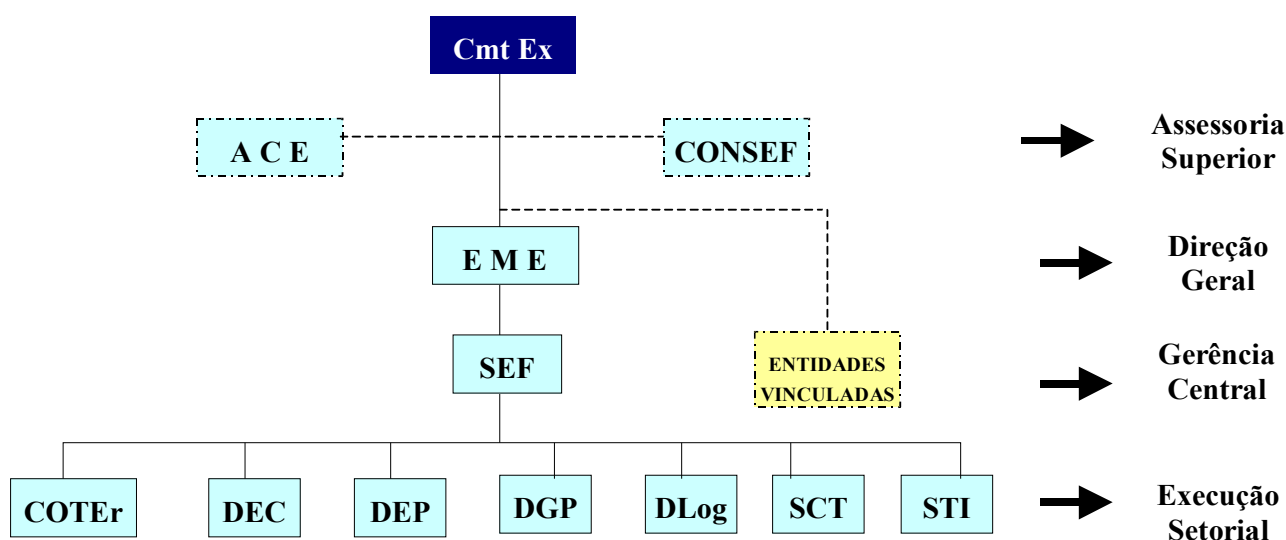 Cmt Ex
A C E
CONSEF
Assessoria
Superior
E M E
Direção
Geral
SEF
ENTIDADES
VINCULADAS
Gerência
Central
COTEr
DEC
DEP
DGP
DLog
SCT
STI
Execução
Setorial